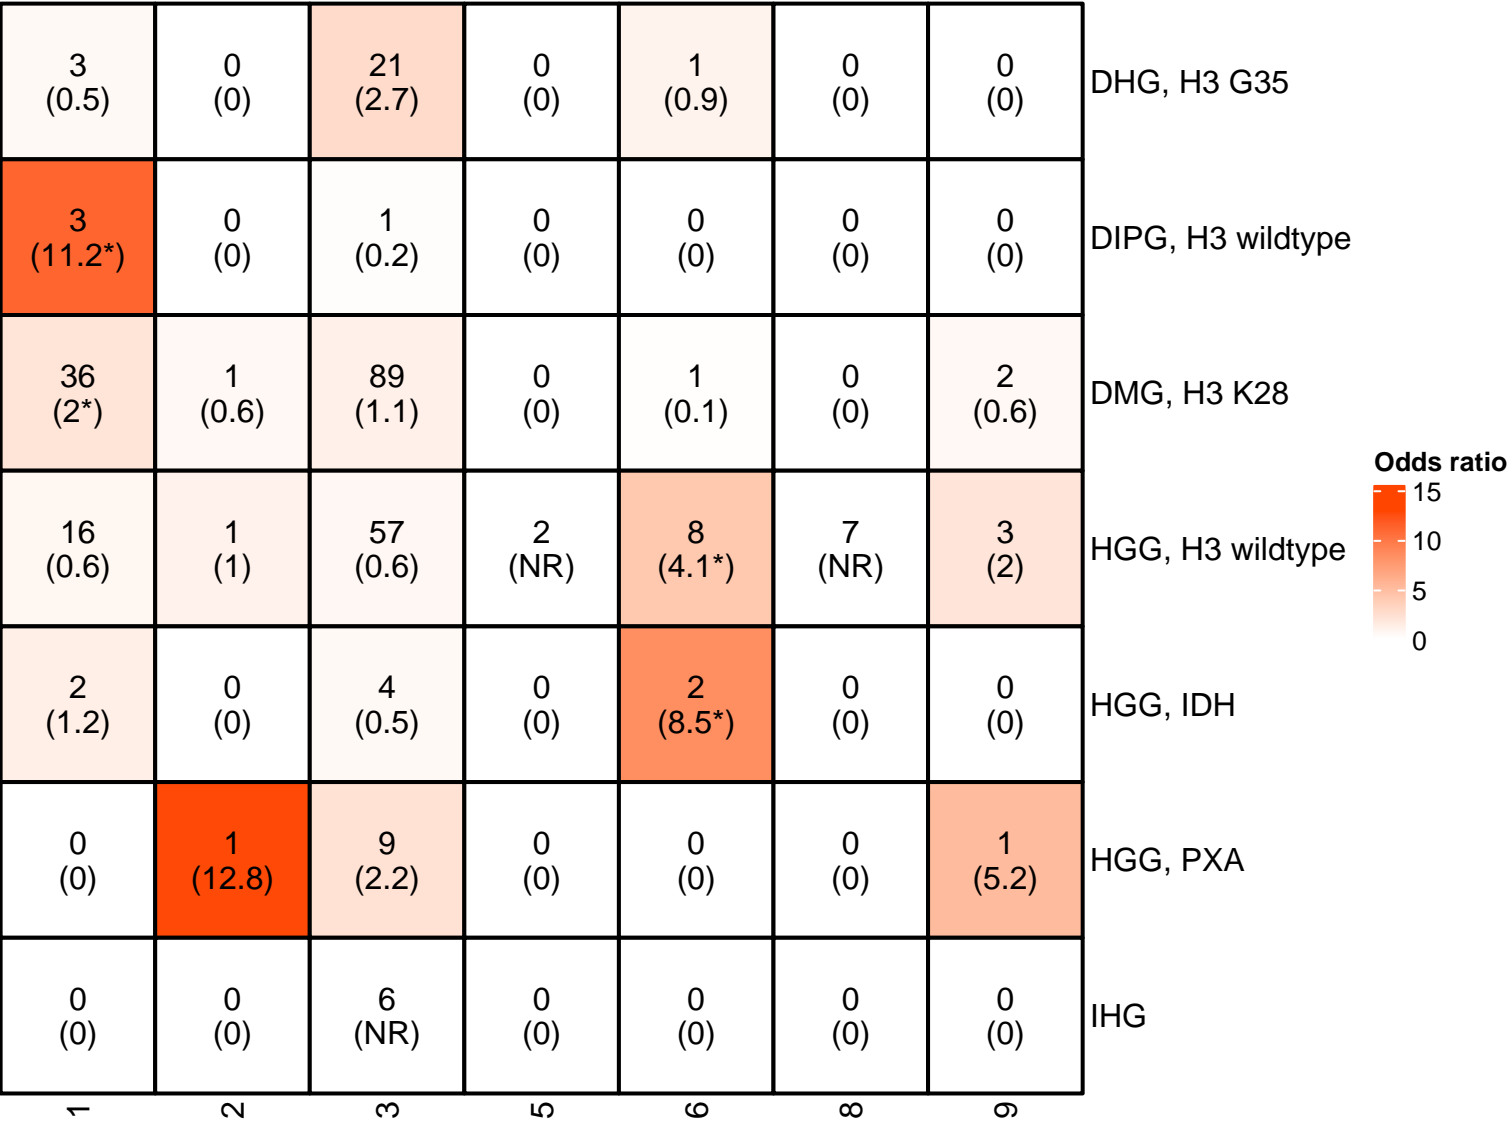 3 0 21 0 1 0 0
(0.5) (0) (2.7) (0) (0.9) (0) (0)
DHG, H3 G35
3 0 1 0 0 0 0
(11.2*) (0) (0.2) (0) (0) (0) (0)
DIPG, H3 wildtype
36 1 89 0 1 0 2
(2*) (0.6) (1.1) (0) (0.1) (0) (0.6)
DMG, H3 K28
16 1 57 2 8 7 3
(0.6) (1) (0.6) (NR) (4.1*) (NR) (2)
HGG, H3 wildtype
2 0 4 0 2 0 0
(1.2) (0) (0.5) (0) (8.5*) (0) (0)
HGG, IDH
0 1 9 0 0 0 1
(0) (12.8) (2.2) (0) (0) (0) (5.2)
HGG, PXA
0 0 6 0 0 0 0
(0) (0) (NR) (0) (0) (0) (0)
IHG
1 2 3 5 6 8 9
Odds ratio
15
10
5
0